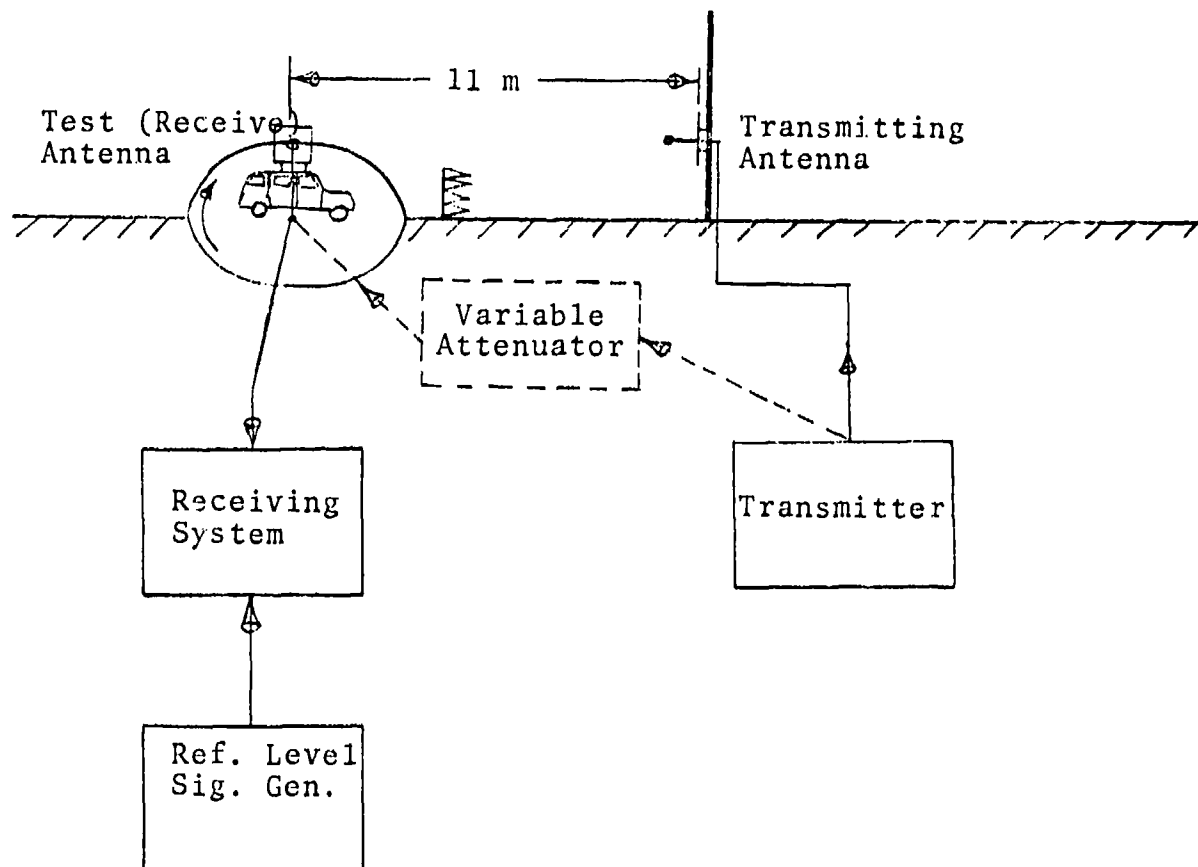 11 m
Test (Receive)
Antenna
Transmitting
Antenna
Variable
Attenuator
Receiving
System
Transmitter
Ref. Level
Sig. Gen.